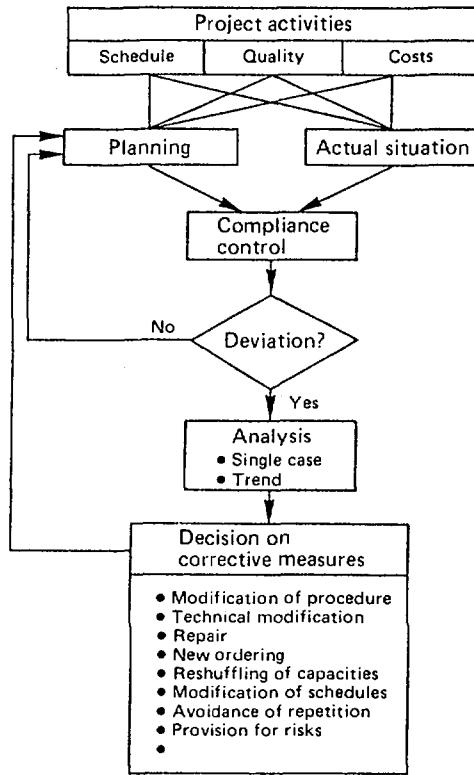 Project activities
Schedule Quality Costs
Planning Actual situation
Compliance
control
No Deviation?
Yes
Analysis
• Single case
• Trend
Decision on
corrective measures
• Modification of procedure
• Technical modification
• Repair
• New ordering
• Reshuffling of capacities
• Modification of schedules
• Avoidance of repetition
• Provision for risks
•